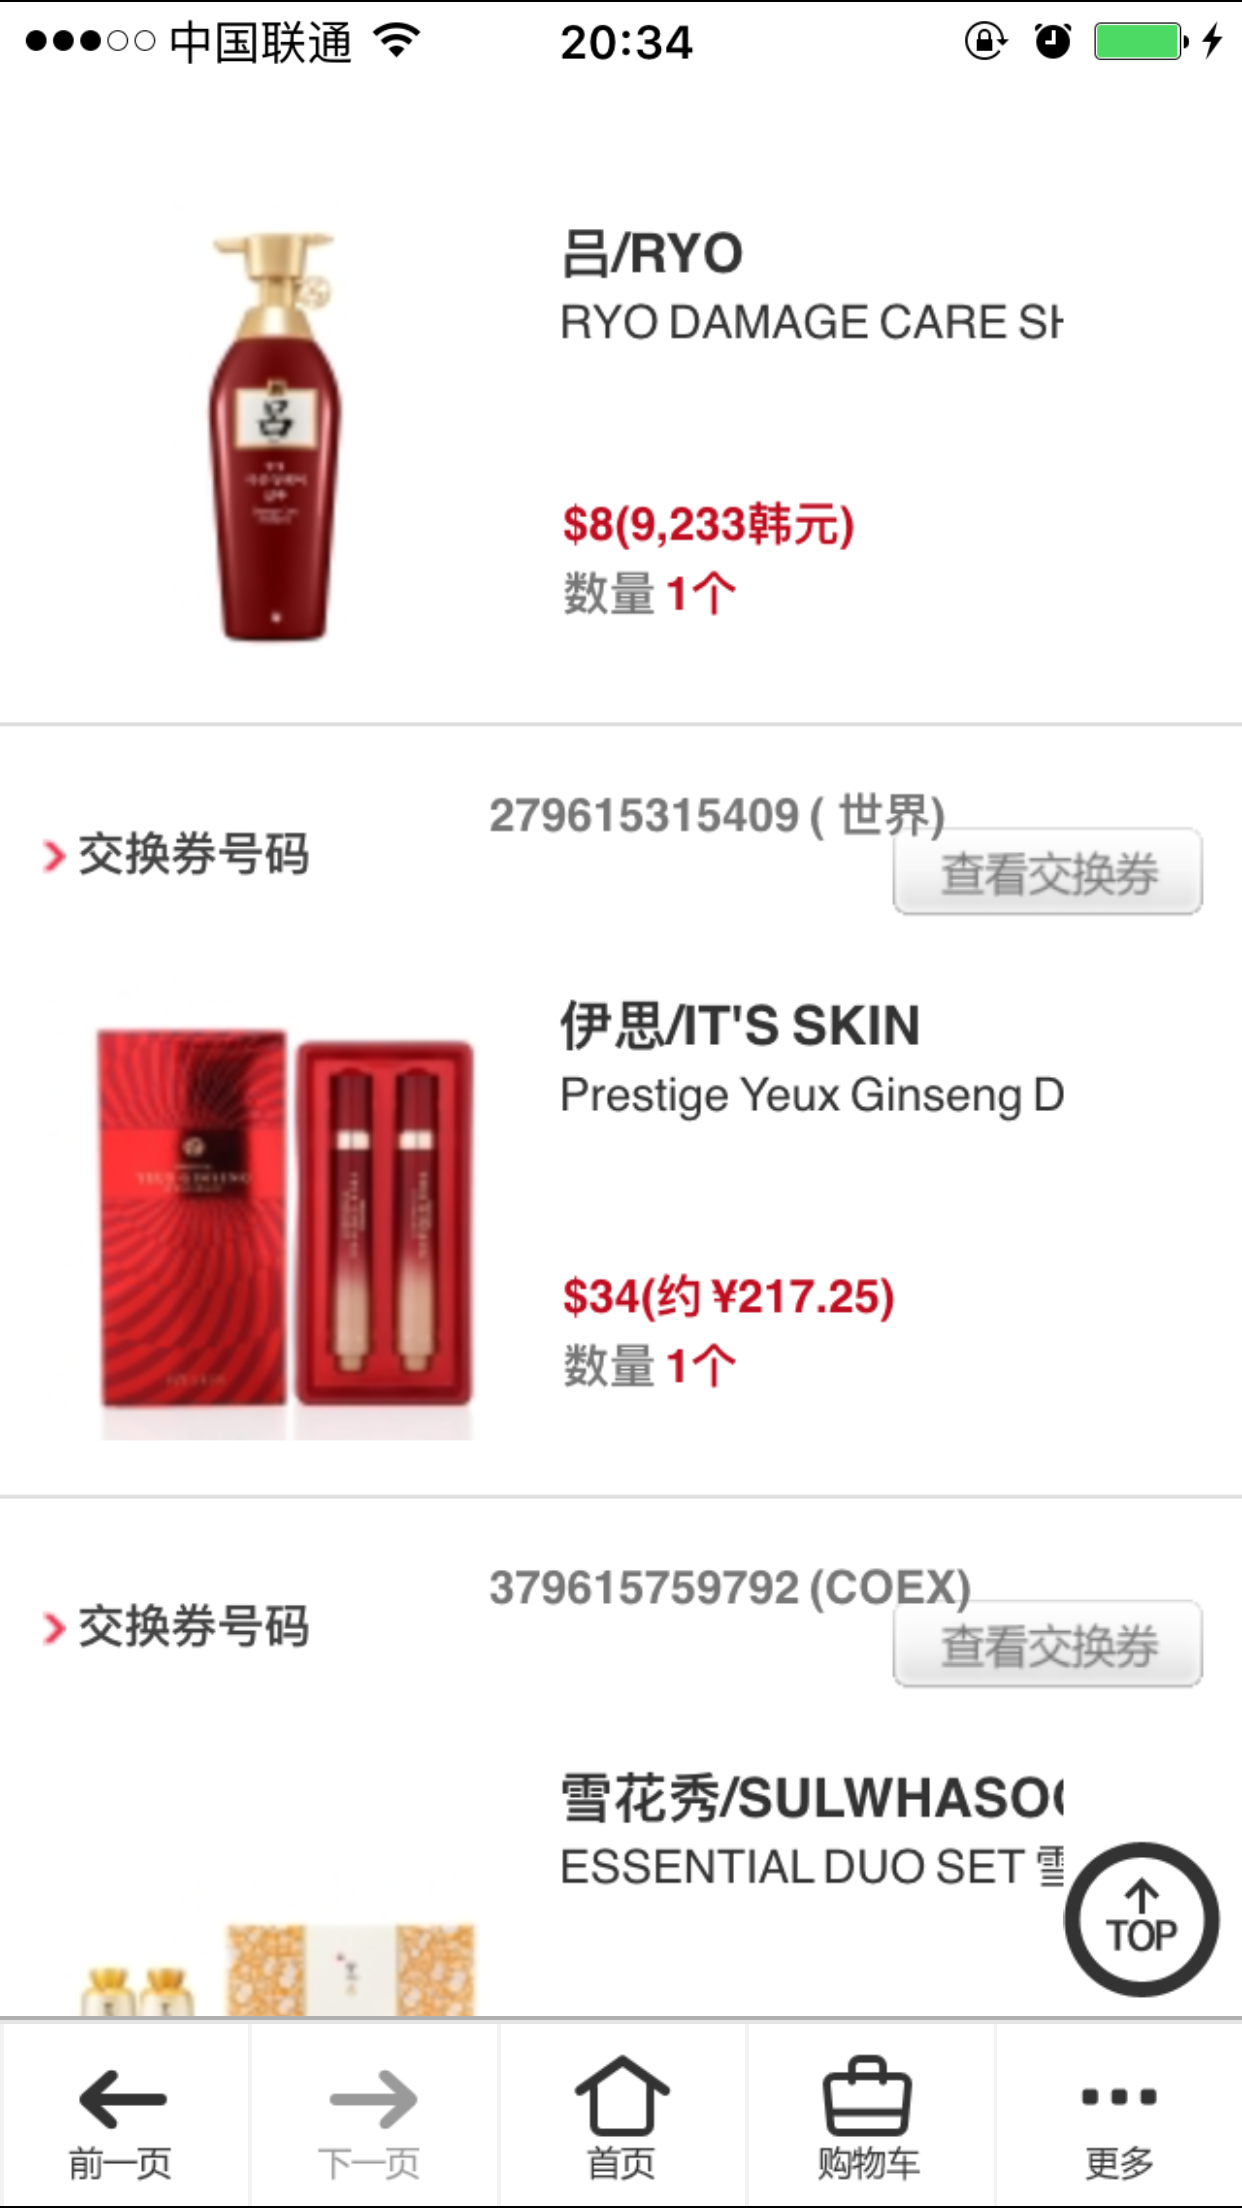 中国联通
20:34
吕/RYO
RYO DAMAGE CARE SH
呂
$8(9,233韩元)
数量 1个
279615315409 ( 世界)
交换券号码
查看交换券
伊思/IT'S SKIN
Prestige Yeux Ginseng D
YEUX GINSENG
$34(约 ¥217.25)
数量 1个
379615759792 (COEX)
交换券号码
查看交换券
雪花秀/SULWHASOO
ESSENTIAL DUO SET 雪
TOP
前一页
下一页
首页
购物车
更多